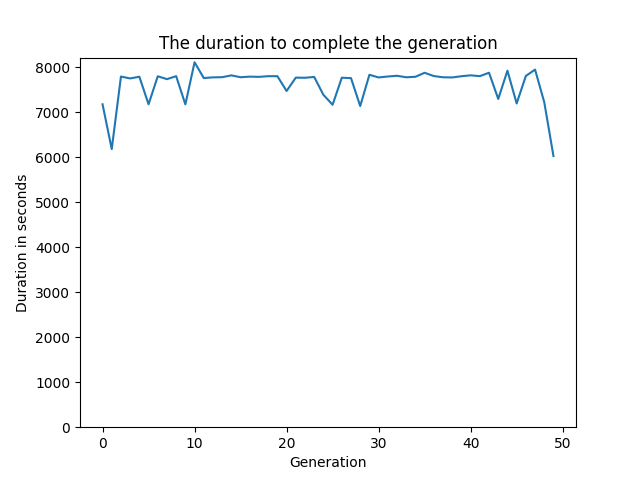 The duration to complete the generation
8000
7000
6000
5000
4000
3000
2000
1000
0
Duration in seconds
0 10 20 30 40 50
Generation